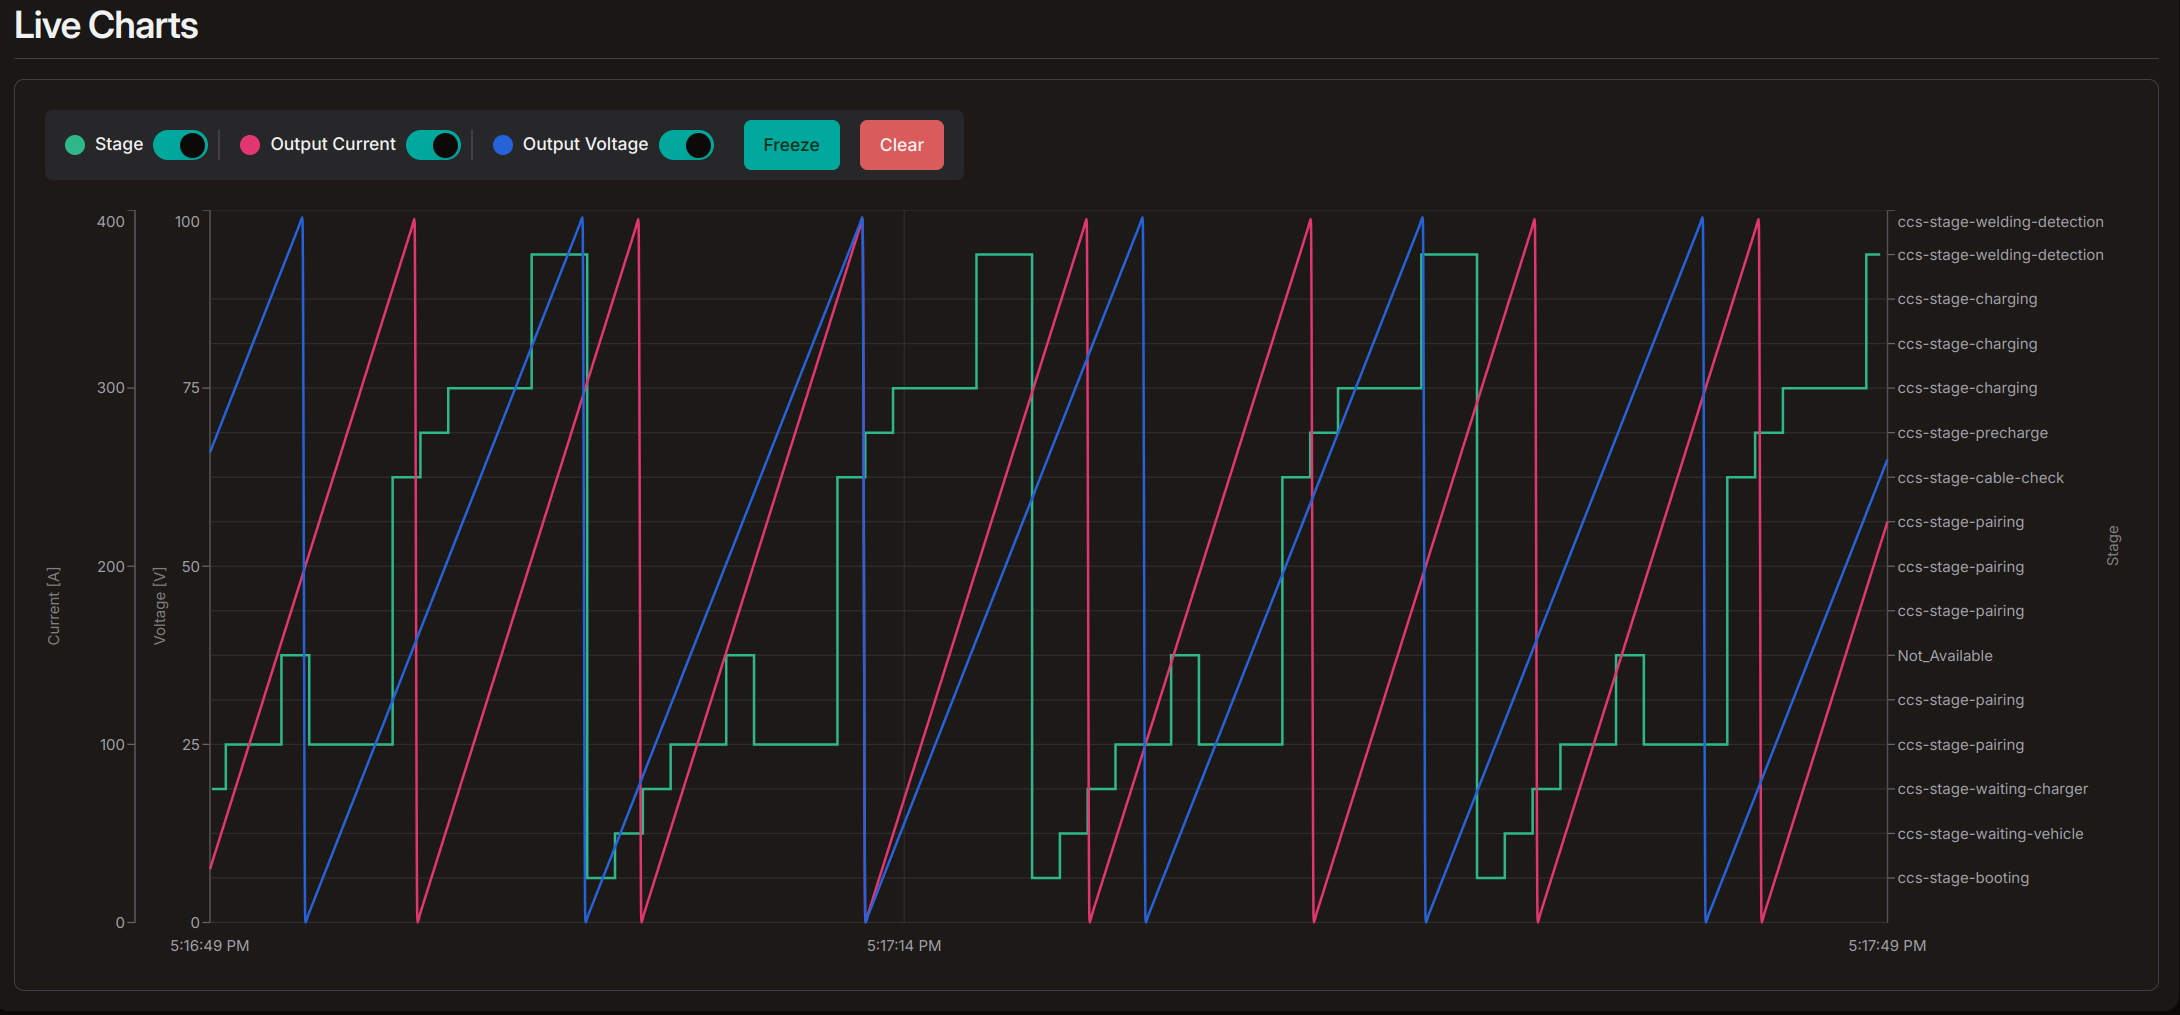 Live Charts
Stage
Output Current
Output Voltage
Freeze
Clear
Current [A]
400
300
200
100
0
Voltage [V]
100
75
50
25
0
ccs-stage-welding-detection
ccs-stage-welding-detection
ccs-stage-charging
ccs-stage-charging
ccs-stage-charging
ccs-stage-precharge
ccs-stage-cable-check
ccs-stage-pairing
ccs-stage-pairing
ccs-stage-pairing
Not_Available
ccs-stage-pairing
ccs-stage-pairing
ccs-stage-waiting-charger
ccs-stage-waiting-vehicle
ccs-stage-booting
Stage
5:16:49 PM
5:17:14 PM
5:17:49 PM